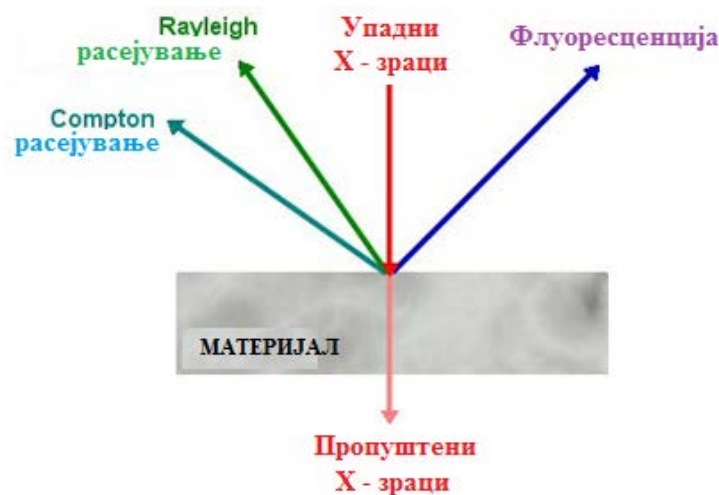 Rayleigh
расејување
Compton
расејување
Упадни
Х - зраци
Флуоресценција
МАТЕРИЈАЛ
Пропуштени
Х - зраци